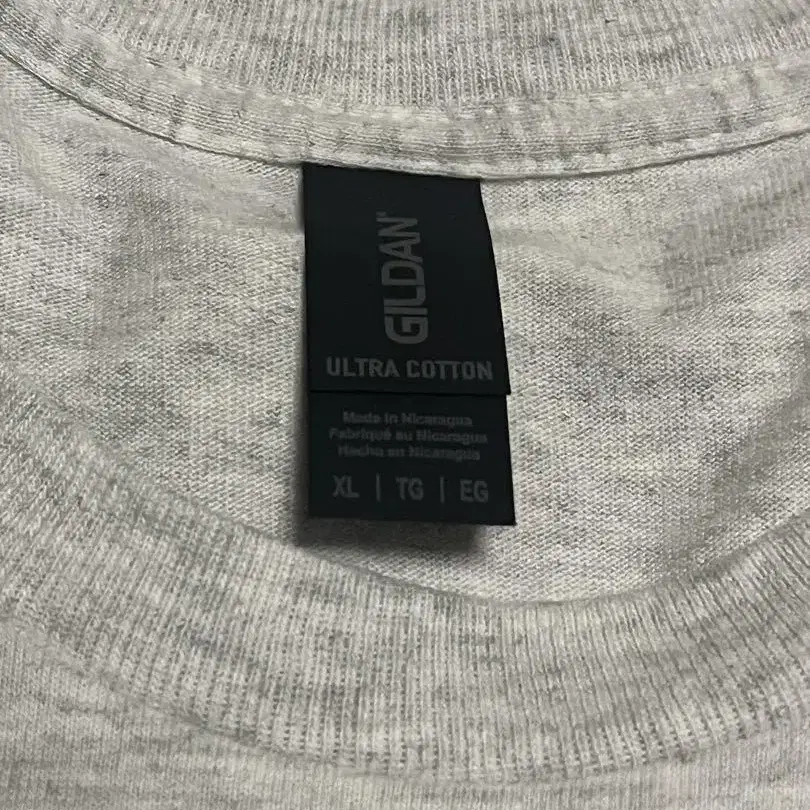 GILDAN®
ULTRA COTTON
Made in Nicaragua
Fabriqué au Nicaragua
Hecho en Nicaragua
XL | TG | EG